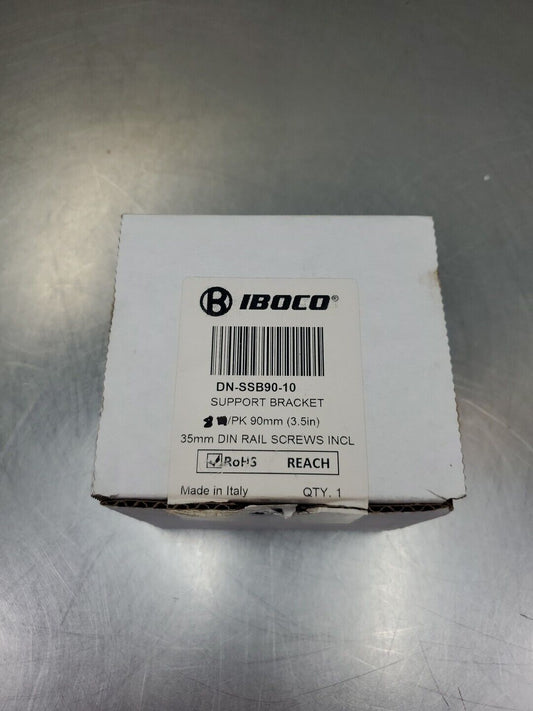 IBOCO®
DN-SSB90-10
SUPPORT BRACKET
/PK 90mm (3.5in)
35mm DIN RAIL SCREWS INCL
RoHS REACH
Made in Italy QTY. 1